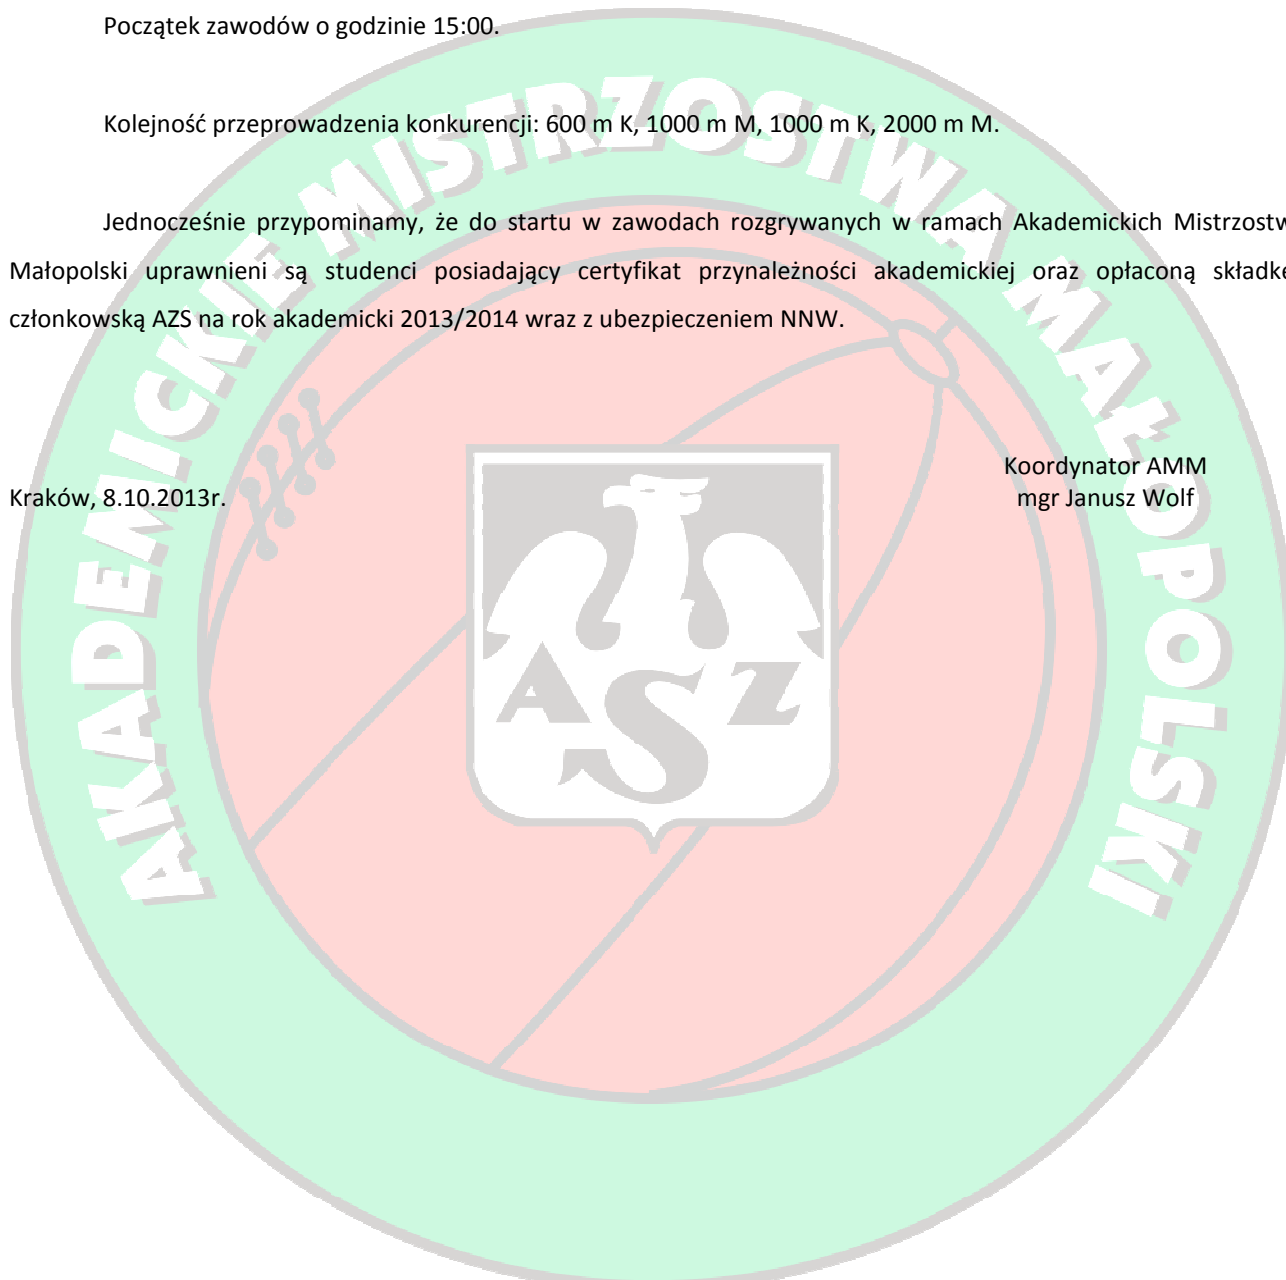 Początek zawodów o godzinie 15:00.
Kolejność przeprowadzenia konkurencji: 600 m K, 1000 m M, 1000 m K, 2000 m M.
Jednocześnie przypominamy, że do startu w zawodach rozgrywanych w ramach Akademickich Mistrzostw
Małopolski uprawnieni są studenci posiadający certyfikat przynależności akademickiej oraz opłaconą składkę
członkowską AZS na rok akademicki 2013/2014 wraz z ubezpieczeniem NNW.
Koordynator AMM
Kraków, 8.10.2013r.
mgr Janusz Wolf
AKADEMICKIE MISTRZOSTWA MAŁOPOLSKI
ASZ